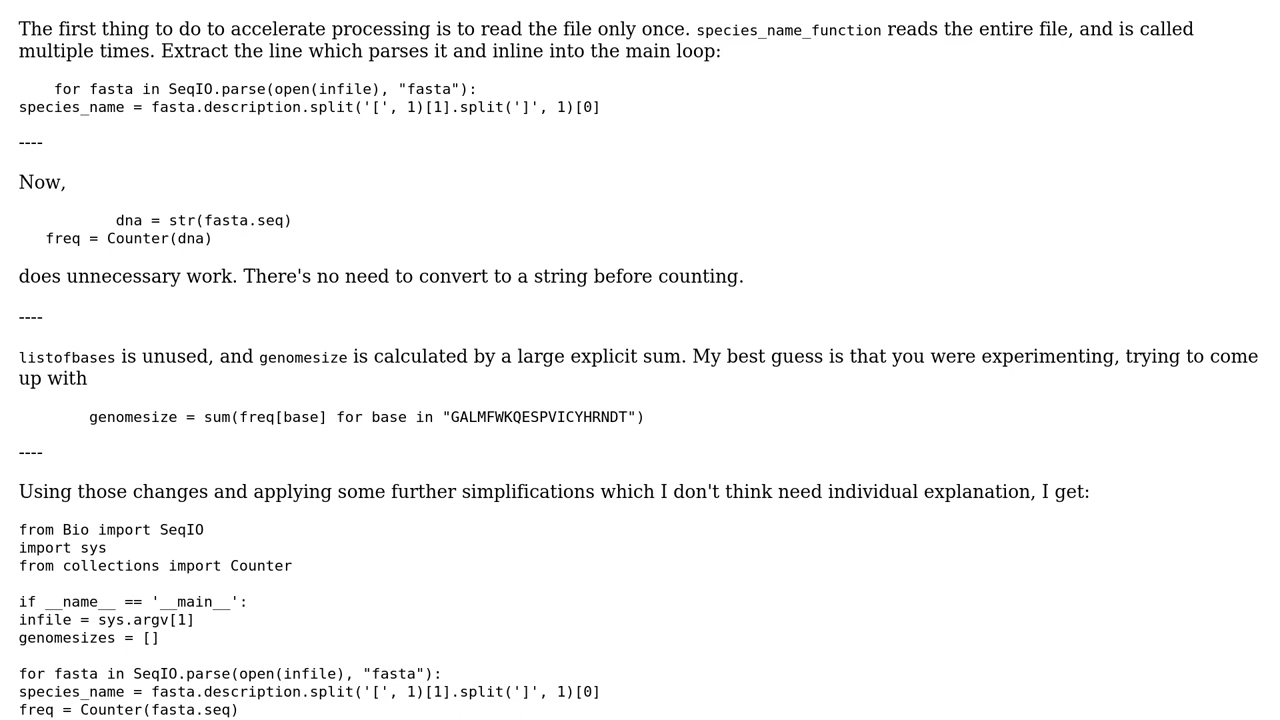 The first thing to do to accelerate processing is to read the file only once. species_name_function reads the entire file, and is called
multiple times. Extract the line which parses it and inline into the main loop:
    for fasta in SeqIO.parse(open(infile), "fasta"):
species_name = fasta.description.split('[', 1)[1].split(']', 1)[0]
----
Now,
           dna = str(fasta.seq)
   freq = Counter(dna)
does unnecessary work. There's no need to convert to a string before counting.
----
listofbases is unused, and genomesize is calculated by a large explicit sum. My best guess is that you were experimenting, trying to come
up with
        genomesize = sum(freq[base] for base in "GALMFWKQESPVICYHRNDT")
----
Using those changes and applying some further simplifications which I don't think need individual explanation, I get:
from Bio import SeqIO
import sys
from collections import Counter
if __name__ == '__main__':
infile = sys.argv[1]
genomesizes = []
for fasta in SeqIO.parse(open(infile), "fasta"):
species_name = fasta.description.split('[', 1)[1].split(']', 1)[0]
freq = Counter(fasta.seq)